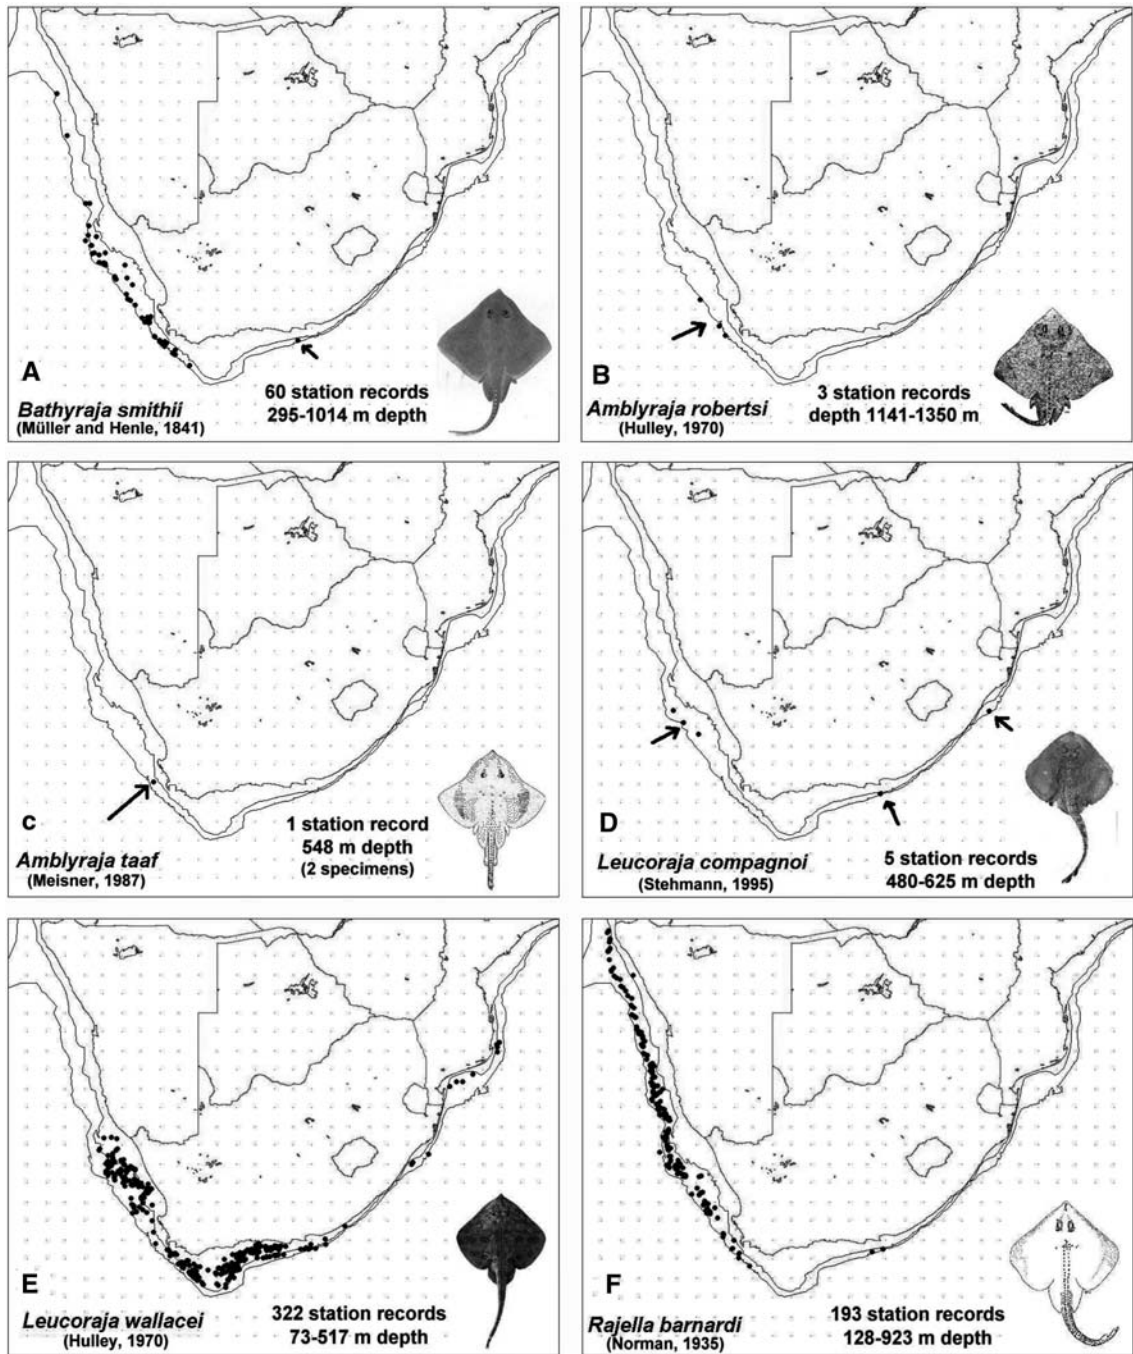 A
Bathyraja smithii
(Müller and Henle, 1841)
60 station records
295-1014 m depth
B
Amblyraja robertsi
(Hulley, 1970)
3 station records
depth 1141-1350 m
c
Amblyraja taaf
(Meisner, 1987)
1 station record
548 m depth
(2 specimens)
D
Leucoraja compagnoi
(Stehmann, 1995)
5 station records
480-625 m depth
E
Leucoraja wallacei
(Hulley, 1970)
322 station records
73-517 m depth
F
Rajella barnardi
(Norman, 1935)
193 station records
128-923 m depth